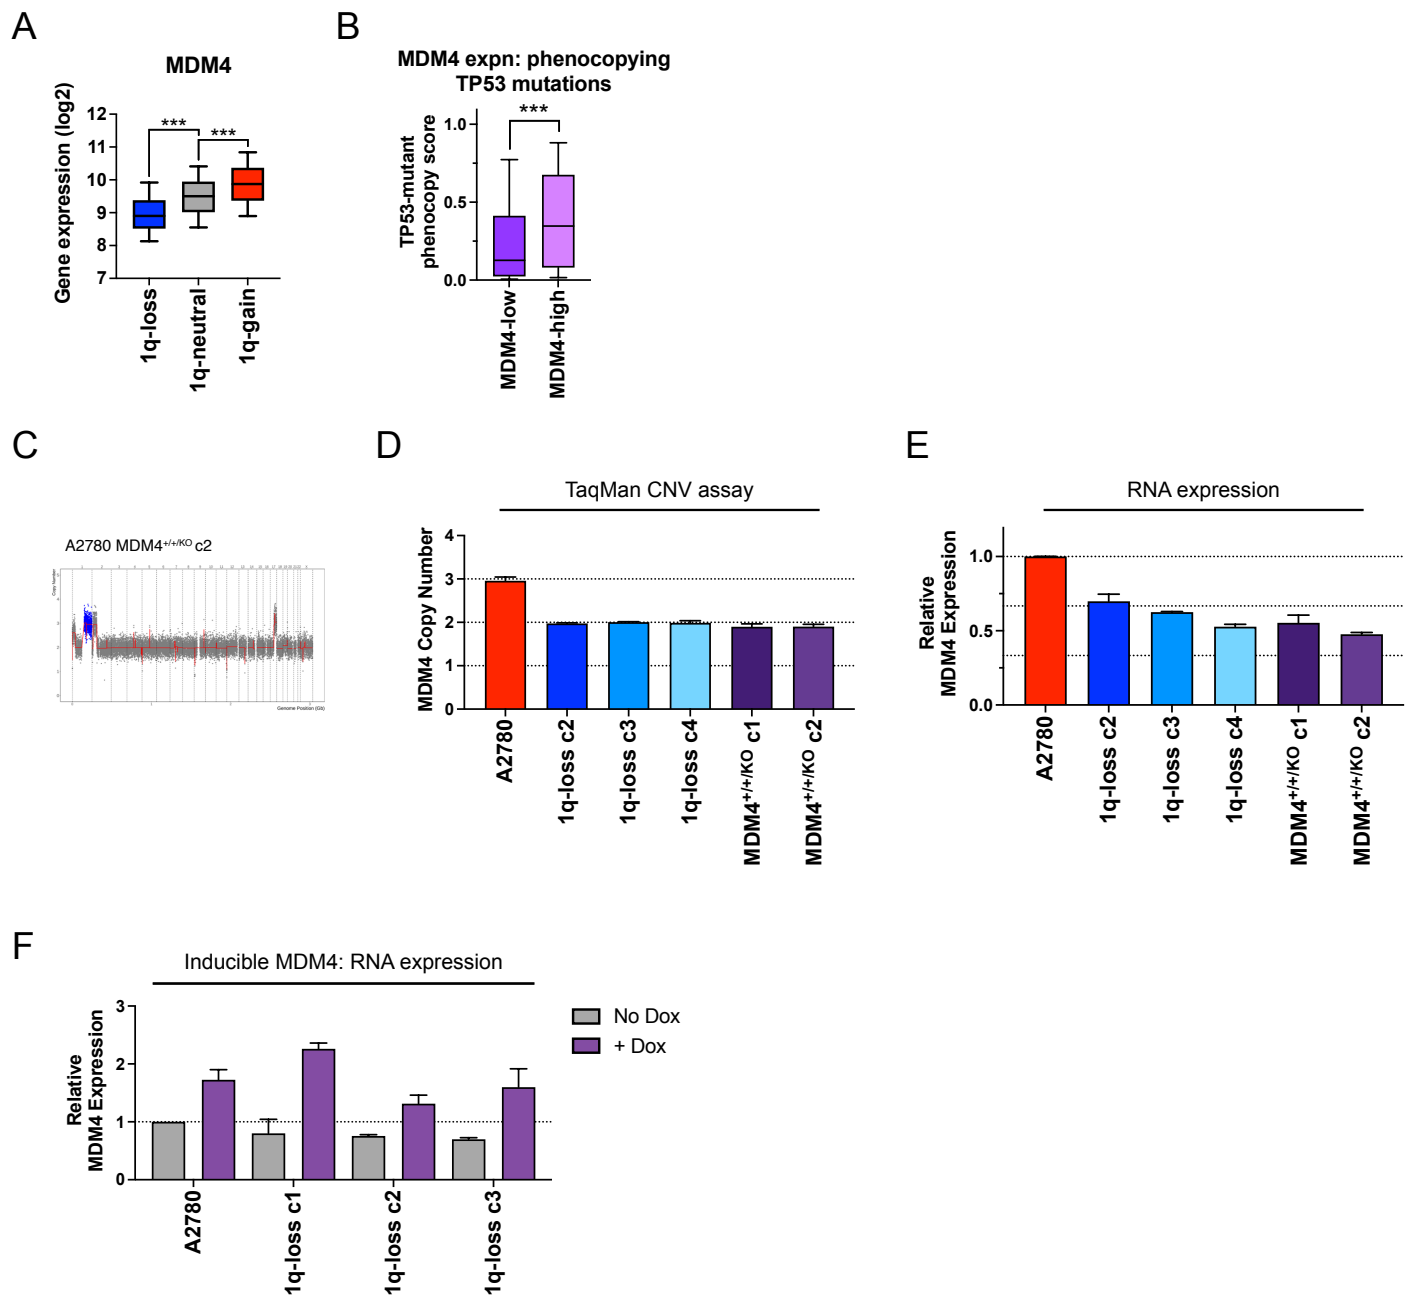 A
MDM4
Gene expression (log2)
12
11
10
9
8
7
***
***
1q-loss
1q-neutral
1q-gain
B
MDM4 expn: phenocopying
TP53 mutations
TP53-mutant
phenocopy score
1.0
0.5
0.0
***
MDM4-low
MDM4-high
C
A2780 MDM4+/+/KO c2
Copy Number
Genome Position (Gb)
D
TaqMan CNV assay
MDM4 Copy Number
4
3
2
1
0
A2780
1q-loss c2
1q-loss c3
1q-loss c4
MDM4+/+/KO c1
MDM4+/+/KO c2
E
RNA expression
Relative
MDM4 Expression
1.0
0.5
0.0
A2780
1q-loss c2
1q-loss c3
1q-loss c4
MDM4+/+/KO c1
MDM4+/+/KO c2
F
Inducible MDM4: RNA expression
Relative
MDM4 Expression
3
2
1
0
A2780
1q-loss c1
1q-loss c2
1q-loss c3
No Dox
+ Dox